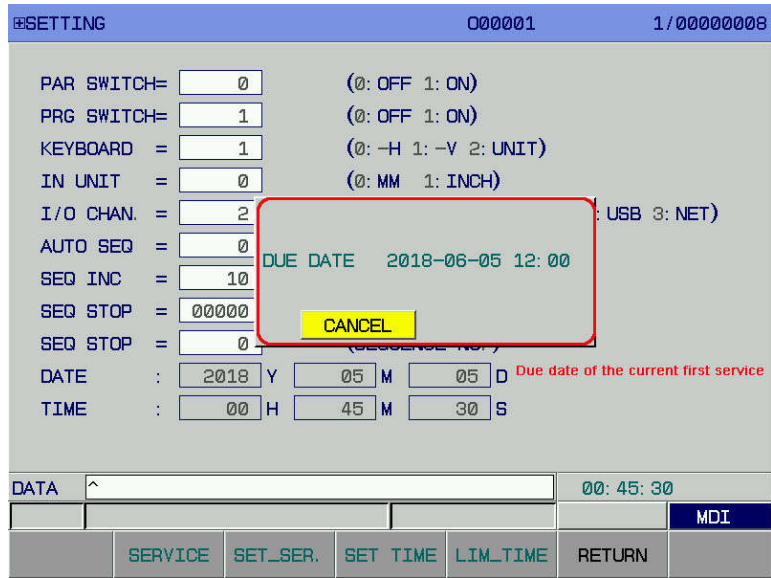 SETTING O00001 1/00000008
PAR SWITCH= 0 (0: OFF 1: ON)
PRG SWITCH= 1 (0: OFF 1: ON)
KEYBOARD = 1 (0: -H 1: -V 2: UNIT)
IN UNIT = 0 (0: MM 1: INCH)
I/O CHAN. = 2 : USB 3: NET)
AUTO SEQ = 0
DUE DATE 2018-06-05 12:00
SEQ INC = 10
SEQ STOP = 00000
CANCEL
SEQ STOP = 0
DATE : 2018 Y 05 M 05 D Due date of the current first service
TIME : 00 H 45 M 30 S
DATA ^ 00:45:30
MDI
SERVICE SET_SER. SET TIME LIM_TIME RETURN